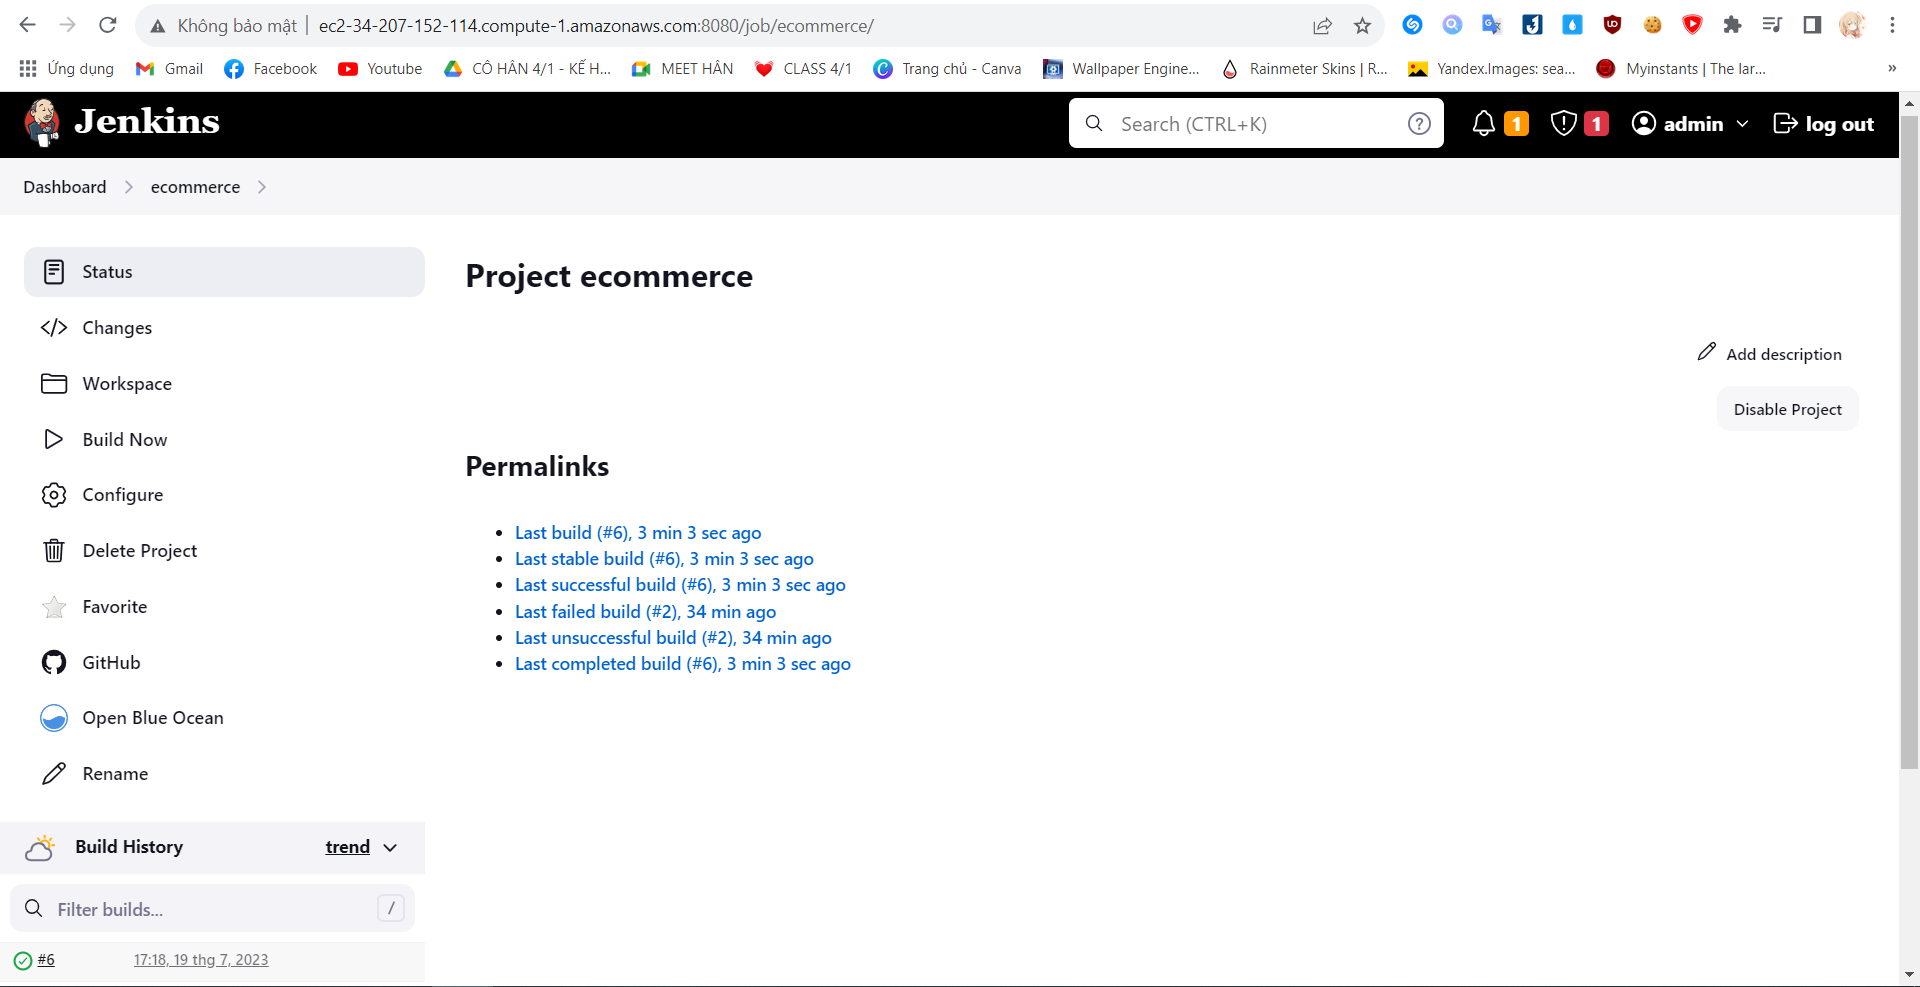 Không bảo mật ec2-34-207-152-114.compute-1.amazonaws.com:8080/job/ecommerce/
Ứng dụng Gmail Facebook Youtube CÔ HÂN 4/1 - KẾ H... MEET HÂN CLASS 4/1 Trang chủ - Canva Wallpaper Engine... Rainmeter Skins | R... Yandex.Images: sea... Myinstants | The lar... »
Jenkins Search (CTRL+K) ? 1 1 admin log out
Dashboard ecommerce
Status
Changes
Workspace
Build Now
Configure
Delete Project
Favorite
GitHub
Open Blue Ocean
Rename
Build History trend
Filter builds... /
#6 17:18, 19 thg 7, 2023
Project ecommerce
Add description
Disable Project
Permalinks
Last build (#6), 3 min 3 sec ago
Last stable build (#6), 3 min 3 sec ago
Last successful build (#6), 3 min 3 sec ago
Last failed build (#2), 34 min ago
Last unsuccessful build (#2), 34 min ago
Last completed build (#6), 3 min 3 sec ago